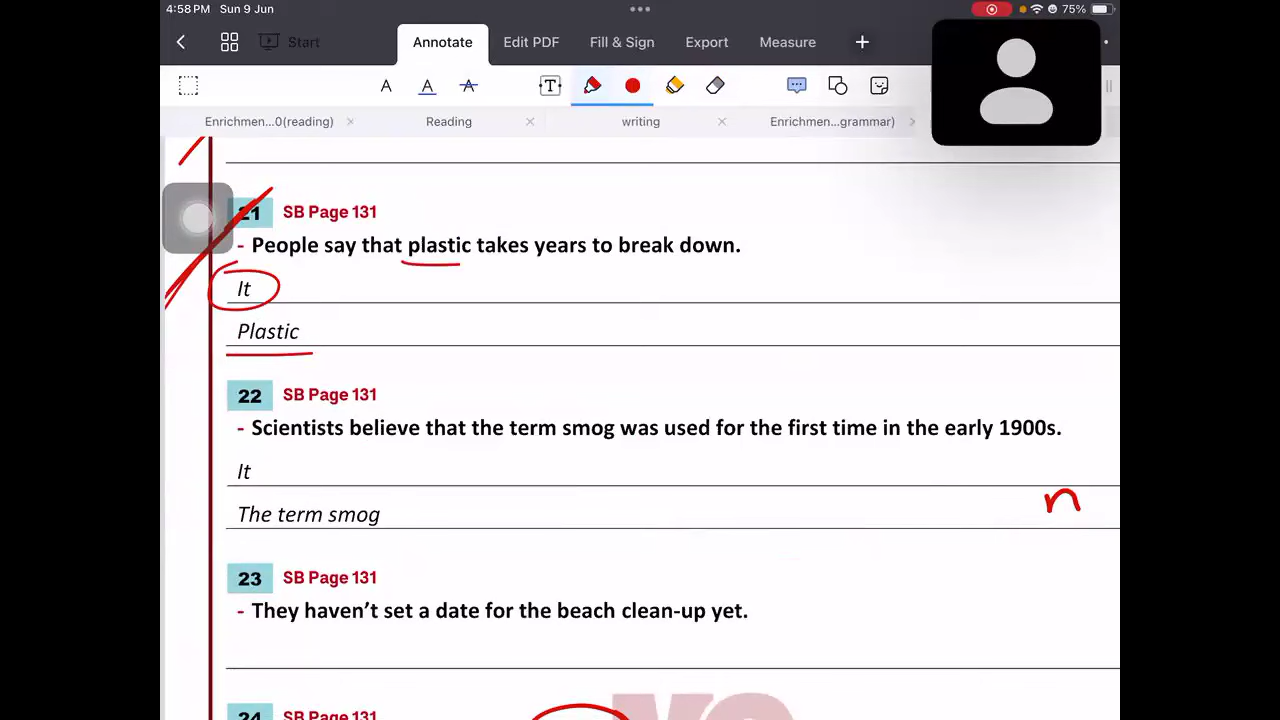 4:58 PM Sun 9 Jun
75%
Start
Annotate
Edit PDF
Fill & Sign
Export
Measure
A A A T
Enrichmen...0(reading)
Reading
writing
Enrichmen...grammar)
21 SB Page 131
- People say that plastic takes years to break down.
It
Plastic
22 SB Page 131
- Scientists believe that the term smog was used for the first time in the early 1900s.
It
n
The term smog
23 SB Page 131
- They haven't set a date for the beach clean-up yet.
24 SB Page 131